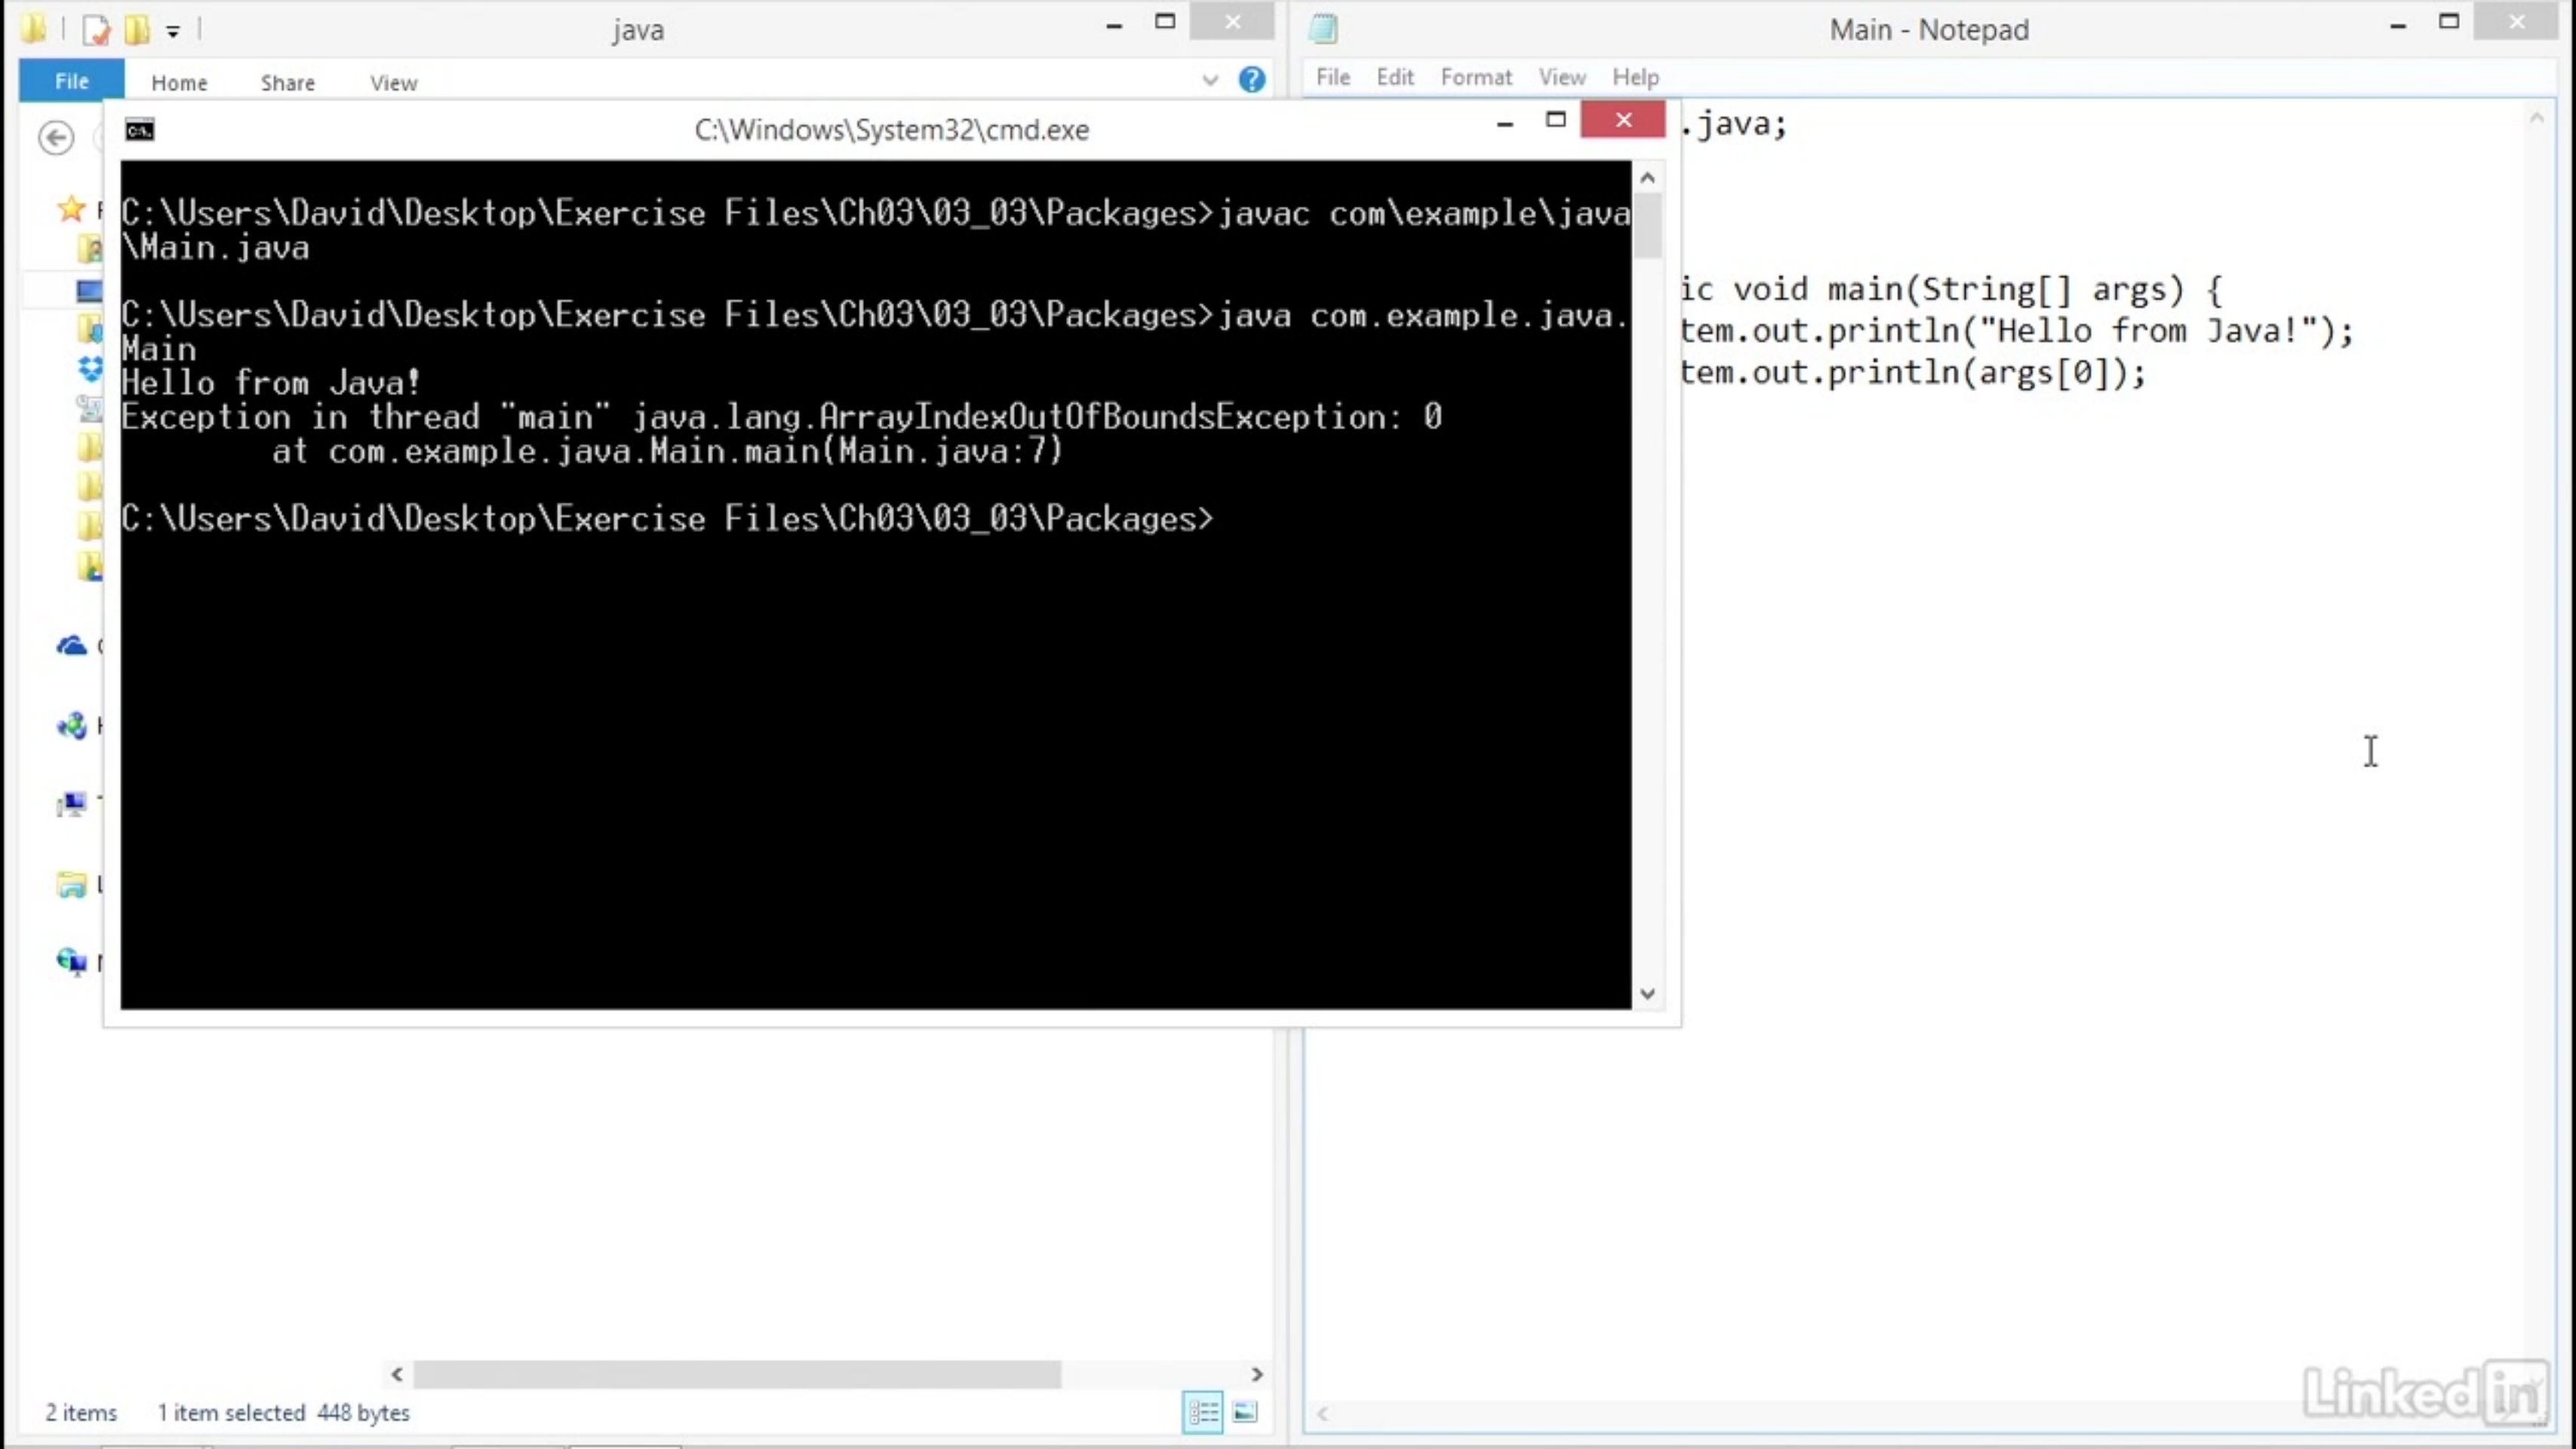 java
File Home Share View
C:\Windows\System32\cmd.exe
C:\Users\David\Desktop\Exercise Files\Ch03\03_03\Packages>javac com\example\java
\Main.java
C:\Users\David\Desktop\Exercise Files\Ch03\03_03\Packages>java com.example.java.
Main
Hello from Java!
Exception in thread "main" java.lang.ArrayIndexOutOfBoundsException: 0
at com.example.java.Main.main(Main.java:7)
C:\Users\David\Desktop\Exercise Files\Ch03\03_03\Packages>
2 items 1 item selected 448 bytes
Main - Notepad
File Edit Format View Help
.java;
ic void main(String[] args) {
tem.out.println("Hello from Java!");
tem.out.println(args[0]);
Linked in